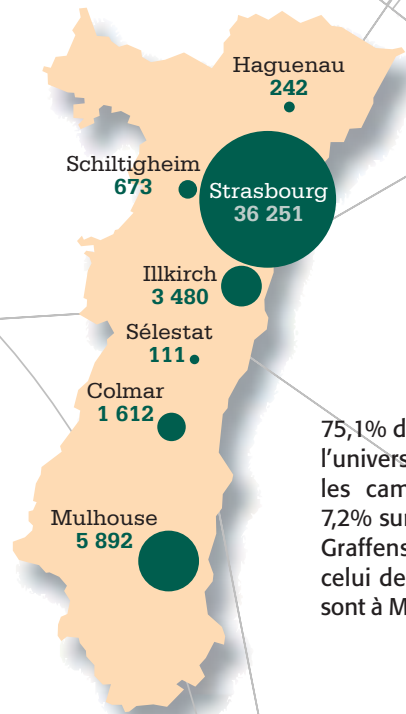 Haguenau
242
Schiltigheim
673
Strasbourg
36 251
Illkirch
3 480
Sélestat
111
Colmar
1 612
Mulhouse
5 892
75,1% d
l’univers
les cam
7,2% sur
Graffens
celui de
sont à M